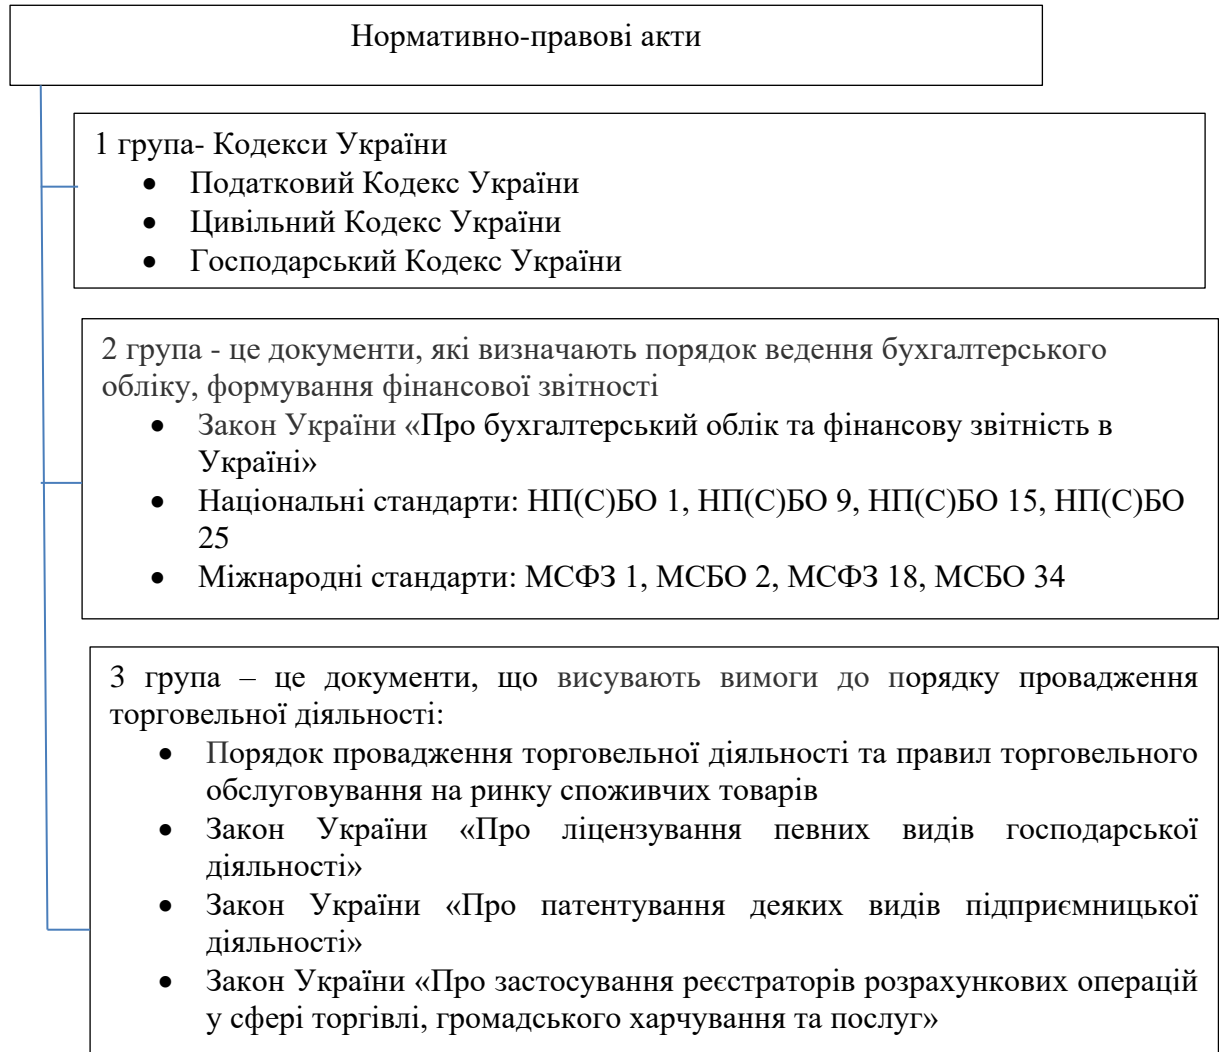 Нормативно-правові акти
1 група- Кодекси України
• Податковий Кодекс України
• Цивільний Кодекс України
• Господарський Кодекс України
2 група - це документи, які визначають порядок ведення бухгалтерського
обліку, формування фінансової звітності
• Закон України «Про бухгалтерський облік та фінансову звітність в
Україні»
• Національні стандарти: НП(С)БО 1, НП(С)БО 9, НП(С)БО 15, НП(С)БО
25
• Міжнародні стандарти: МСФЗ 1, МСБО 2, МСФЗ 18, МСБО 34
3 група – це документи, що висувають вимоги до порядку провадження
торговельної діяльності:
• Порядок провадження торговельної діяльності та правил торговельного
обслуговування на ринку споживчих товарів
• Закон України «Про ліцензування певних видів господарської
діяльності»
• Закон України «Про патентування деяких видів підприємницької
діяльності»
• Закон України «Про застосування реєстраторів розрахункових операцій
у сфері торгівлі, громадського харчування та послуг»